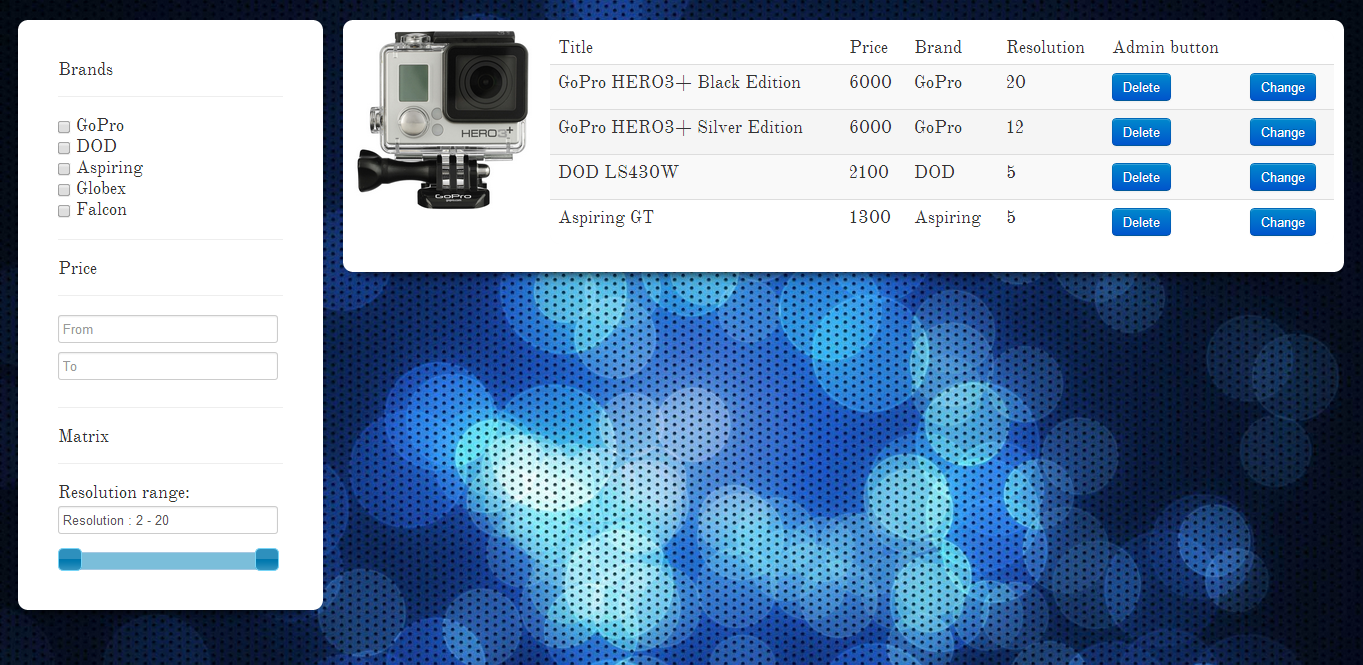 Brands
GoPro
DOD
Aspiring
Globex
Falcon
Price
From
To
Matrix
Resolution range:
Resolution : 2 - 20
HERO3+
GoPro
Title Price Brand Resolution Admin button
GoPro HERO3+ Black Edition 6000 GoPro 20 Delete Change
GoPro HERO3+ Silver Edition 6000 GoPro 12 Delete Change
DOD LS430W 2100 DOD 5 Delete Change
Aspiring GT 1300 Aspiring 5 Delete Change